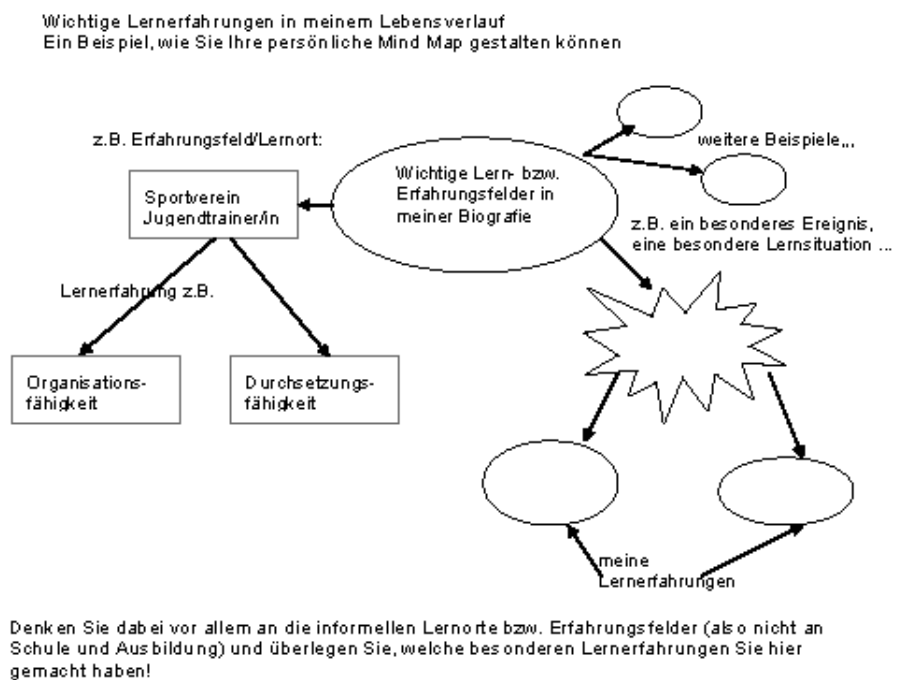 Wichtige Lernerfahrungen in meinem Lebensverlauf
Ein Beispiel, wie Sie Ihre persönliche Mind Map gestalten können
z.B. Erfahrungsfeld/Lernort:
weitere Beispiele,,,
Wichtige Lern- bzw.
Erfahrungsfelder in
meiner Biografie
Sportverein
Jugendtrainer/in
z.B. ein besonderes Ereignis,
eine besondere Lernsituation ...
Lernerfahrung z.B.
Organisations-
fähigkeit
Durchsetzungs-
fähigkeit
meine
Lernerfahrungen
Denken Sie dabei vor allem an die informellen Lernorte bzw. Erfahrungsfelder (also nicht an
Schule und Ausbildung) und überlegen Sie, welche besonderen Lernerfahrungen Sie hier
gemacht haben!